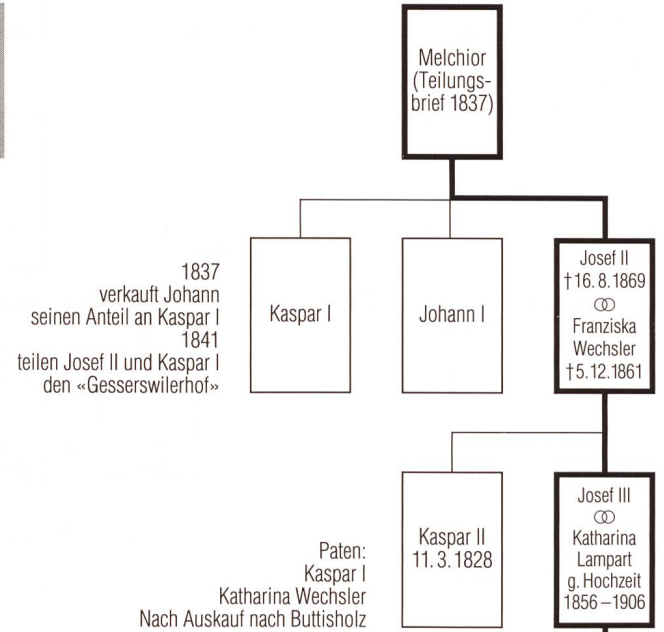 Melchior
(Teilungs-
brief 1837)
1837
verkauft Johann
seinen Anteil an Kaspar I
1841
teilen Josef II und Kaspar I
den «Gesserswilerhof»
Kaspar I
Johann I
Josef II
†16.8.1869
⚭
Franziska
Wechsler
†5.12.1861
Paten:
Kaspar I
Katharina Wechsler
Nach Auskauf nach Buttisholz
Kaspar II
11.3.1828
Josef III
⚭
Katharina
Lampart
g. Hochzeit
1856–1906